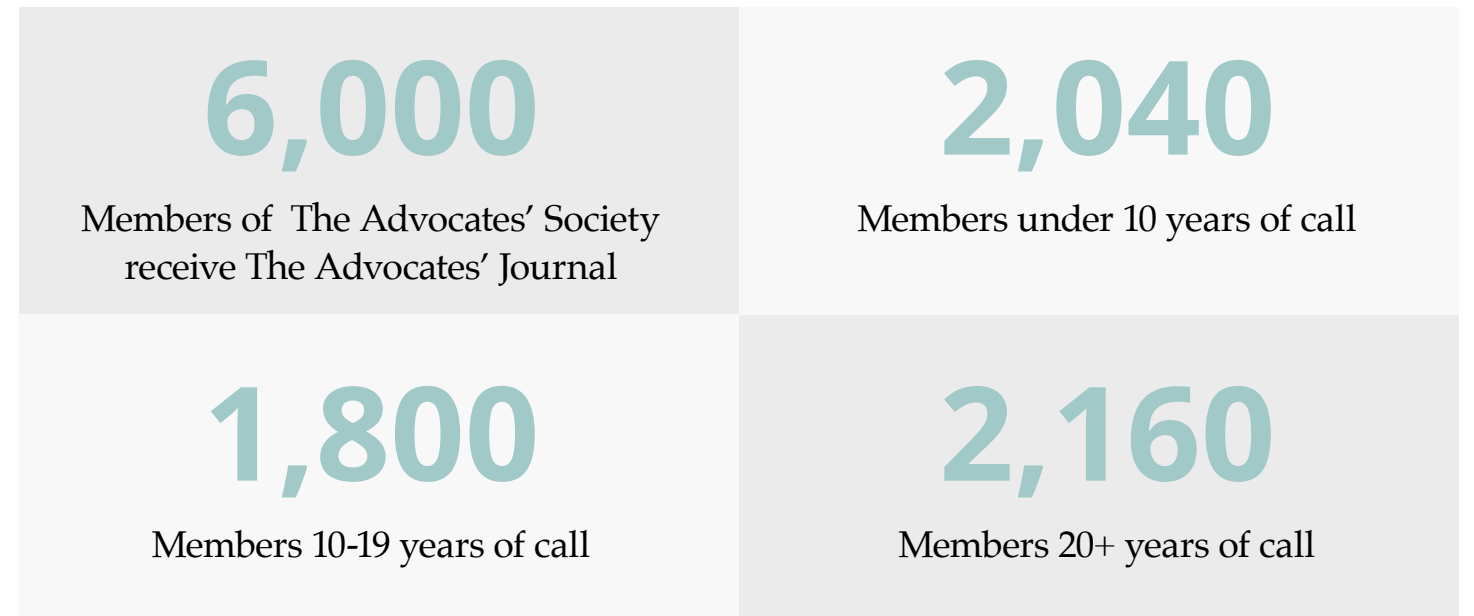 6,000
Members of The Advocates’ Society
receive The Advocates’ Journal
2,040
Members under 10 years of call
1,800
Members 10-19 years of call
2,160
Members 20+ years of call